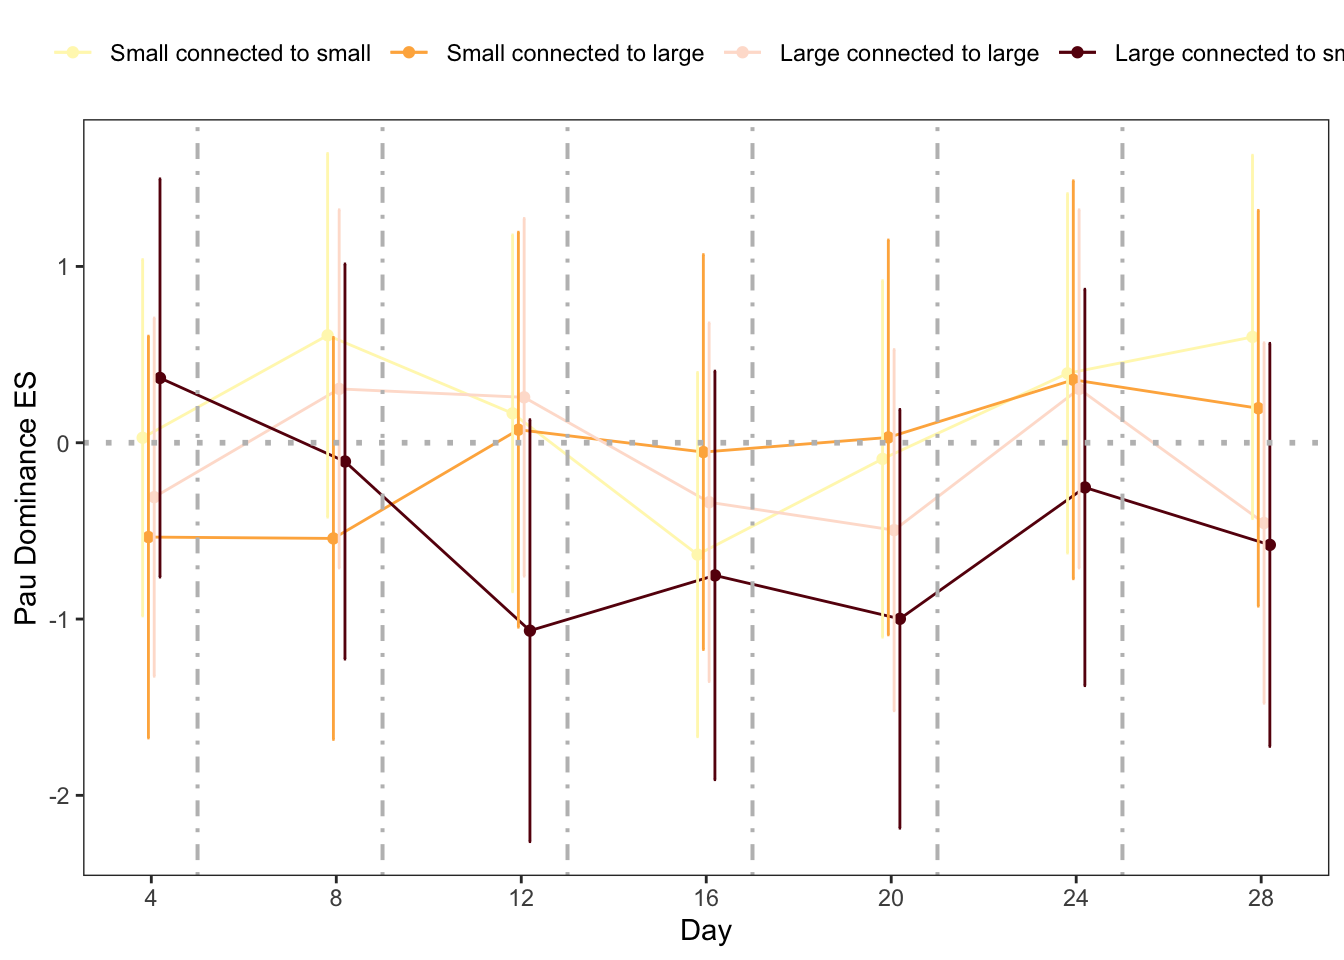 Small connected to small Small connected to large Large connected to large Large connected to sn
1
0
-1
-2
Pau Dominance ES
4 8 12 16 20 24 28
Day